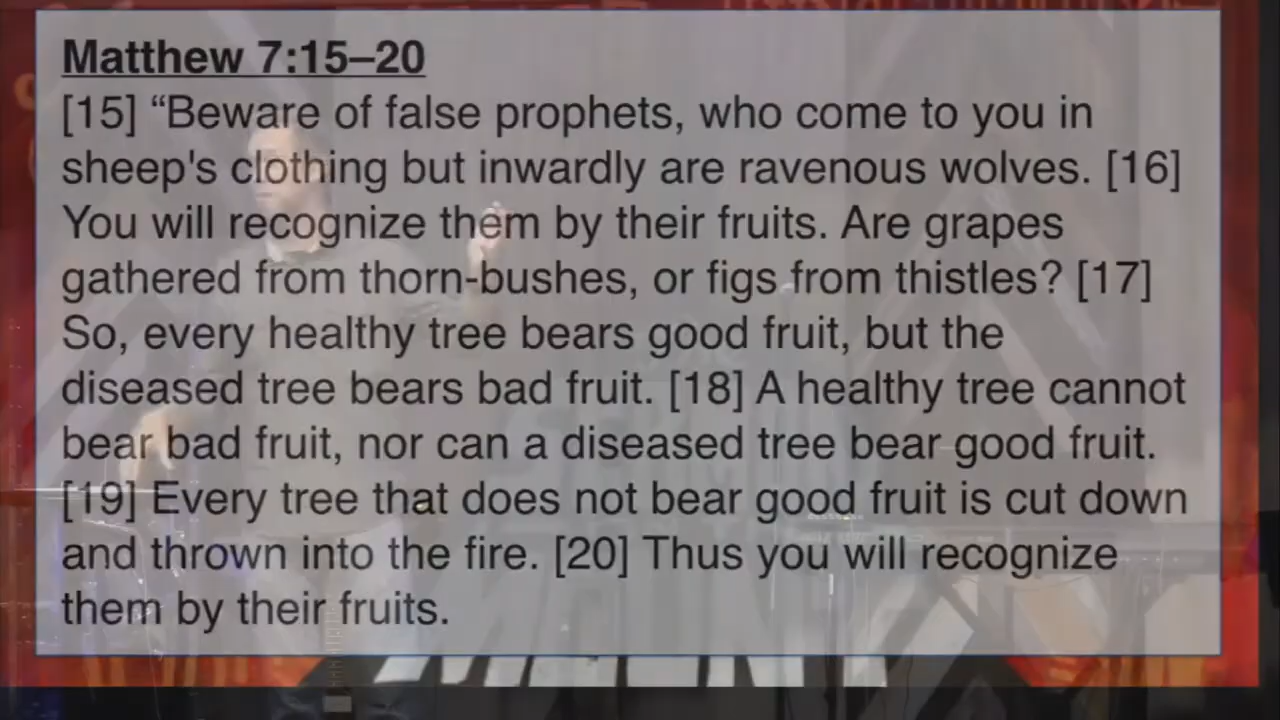 Matthew 7:15–20
[15] “Beware of false prophets, who come to you in
sheep's clothing but inwardly are ravenous wolves. [16]
You will recognize them by their fruits. Are grapes
gathered from thorn-bushes, or figs from thistles? [17]
So, every healthy tree bears good fruit, but the
diseased tree bears bad fruit. [18] A healthy tree cannot
bear bad fruit, nor can a diseased tree bear good fruit.
[19] Every tree that does not bear good fruit is cut down
and thrown into the fire. [20] Thus you will recognize
them by their fruits.